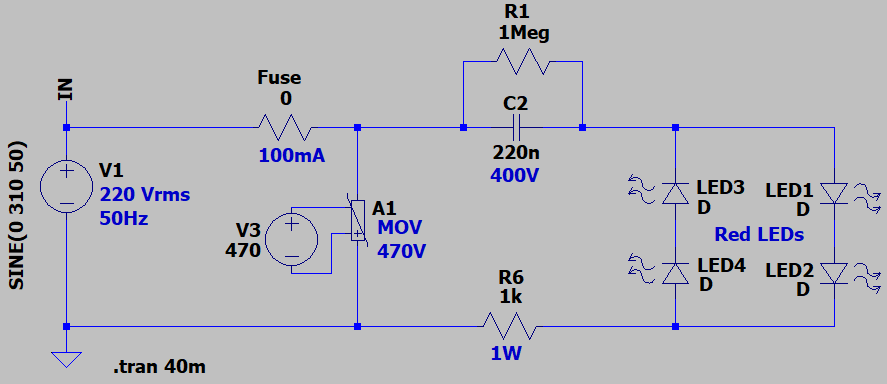 R1
1Meg
IN
Fuse
0
100mA
C2
220n
400V
SINE(0 310 50)
V1
220 Vrms
50Hz
V3
470
A1
MOV
470V
LED3
D
LED1
D
Red LEDs
LED4
D
LED2
D
R6
1k
1W
.tran 40m